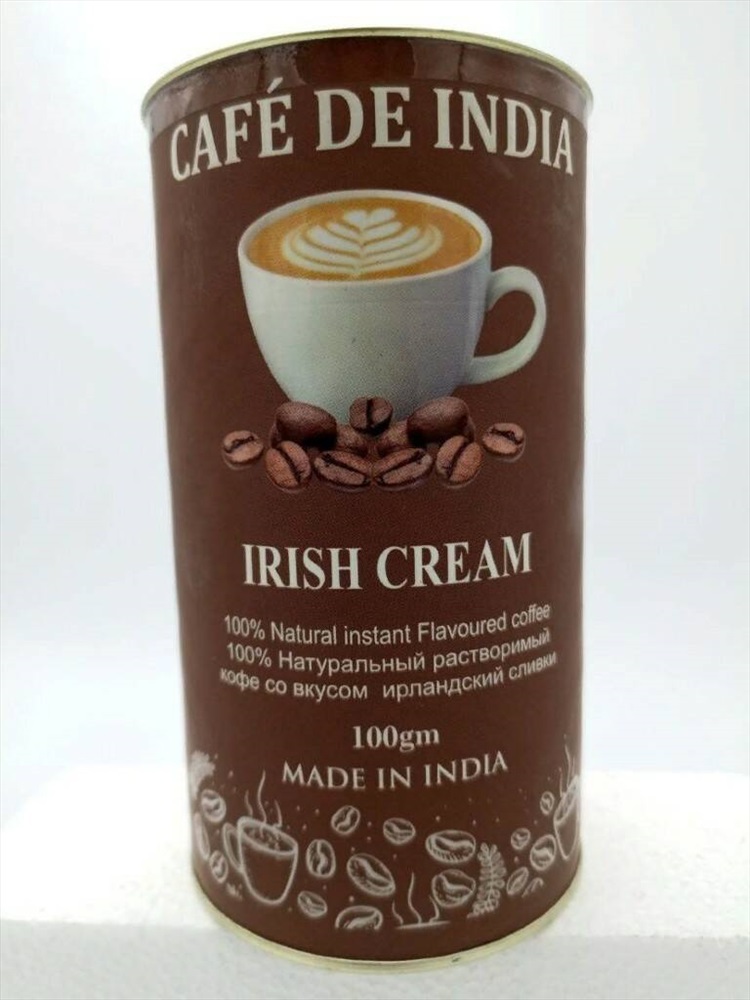 CAFÉ DE INDIA
IRISH CREAM
100% Natural instant Flavoured coffee
100% Натуральный растворимый
кофе со вкусом ирландский сливки
100gm
MADE IN INDIA